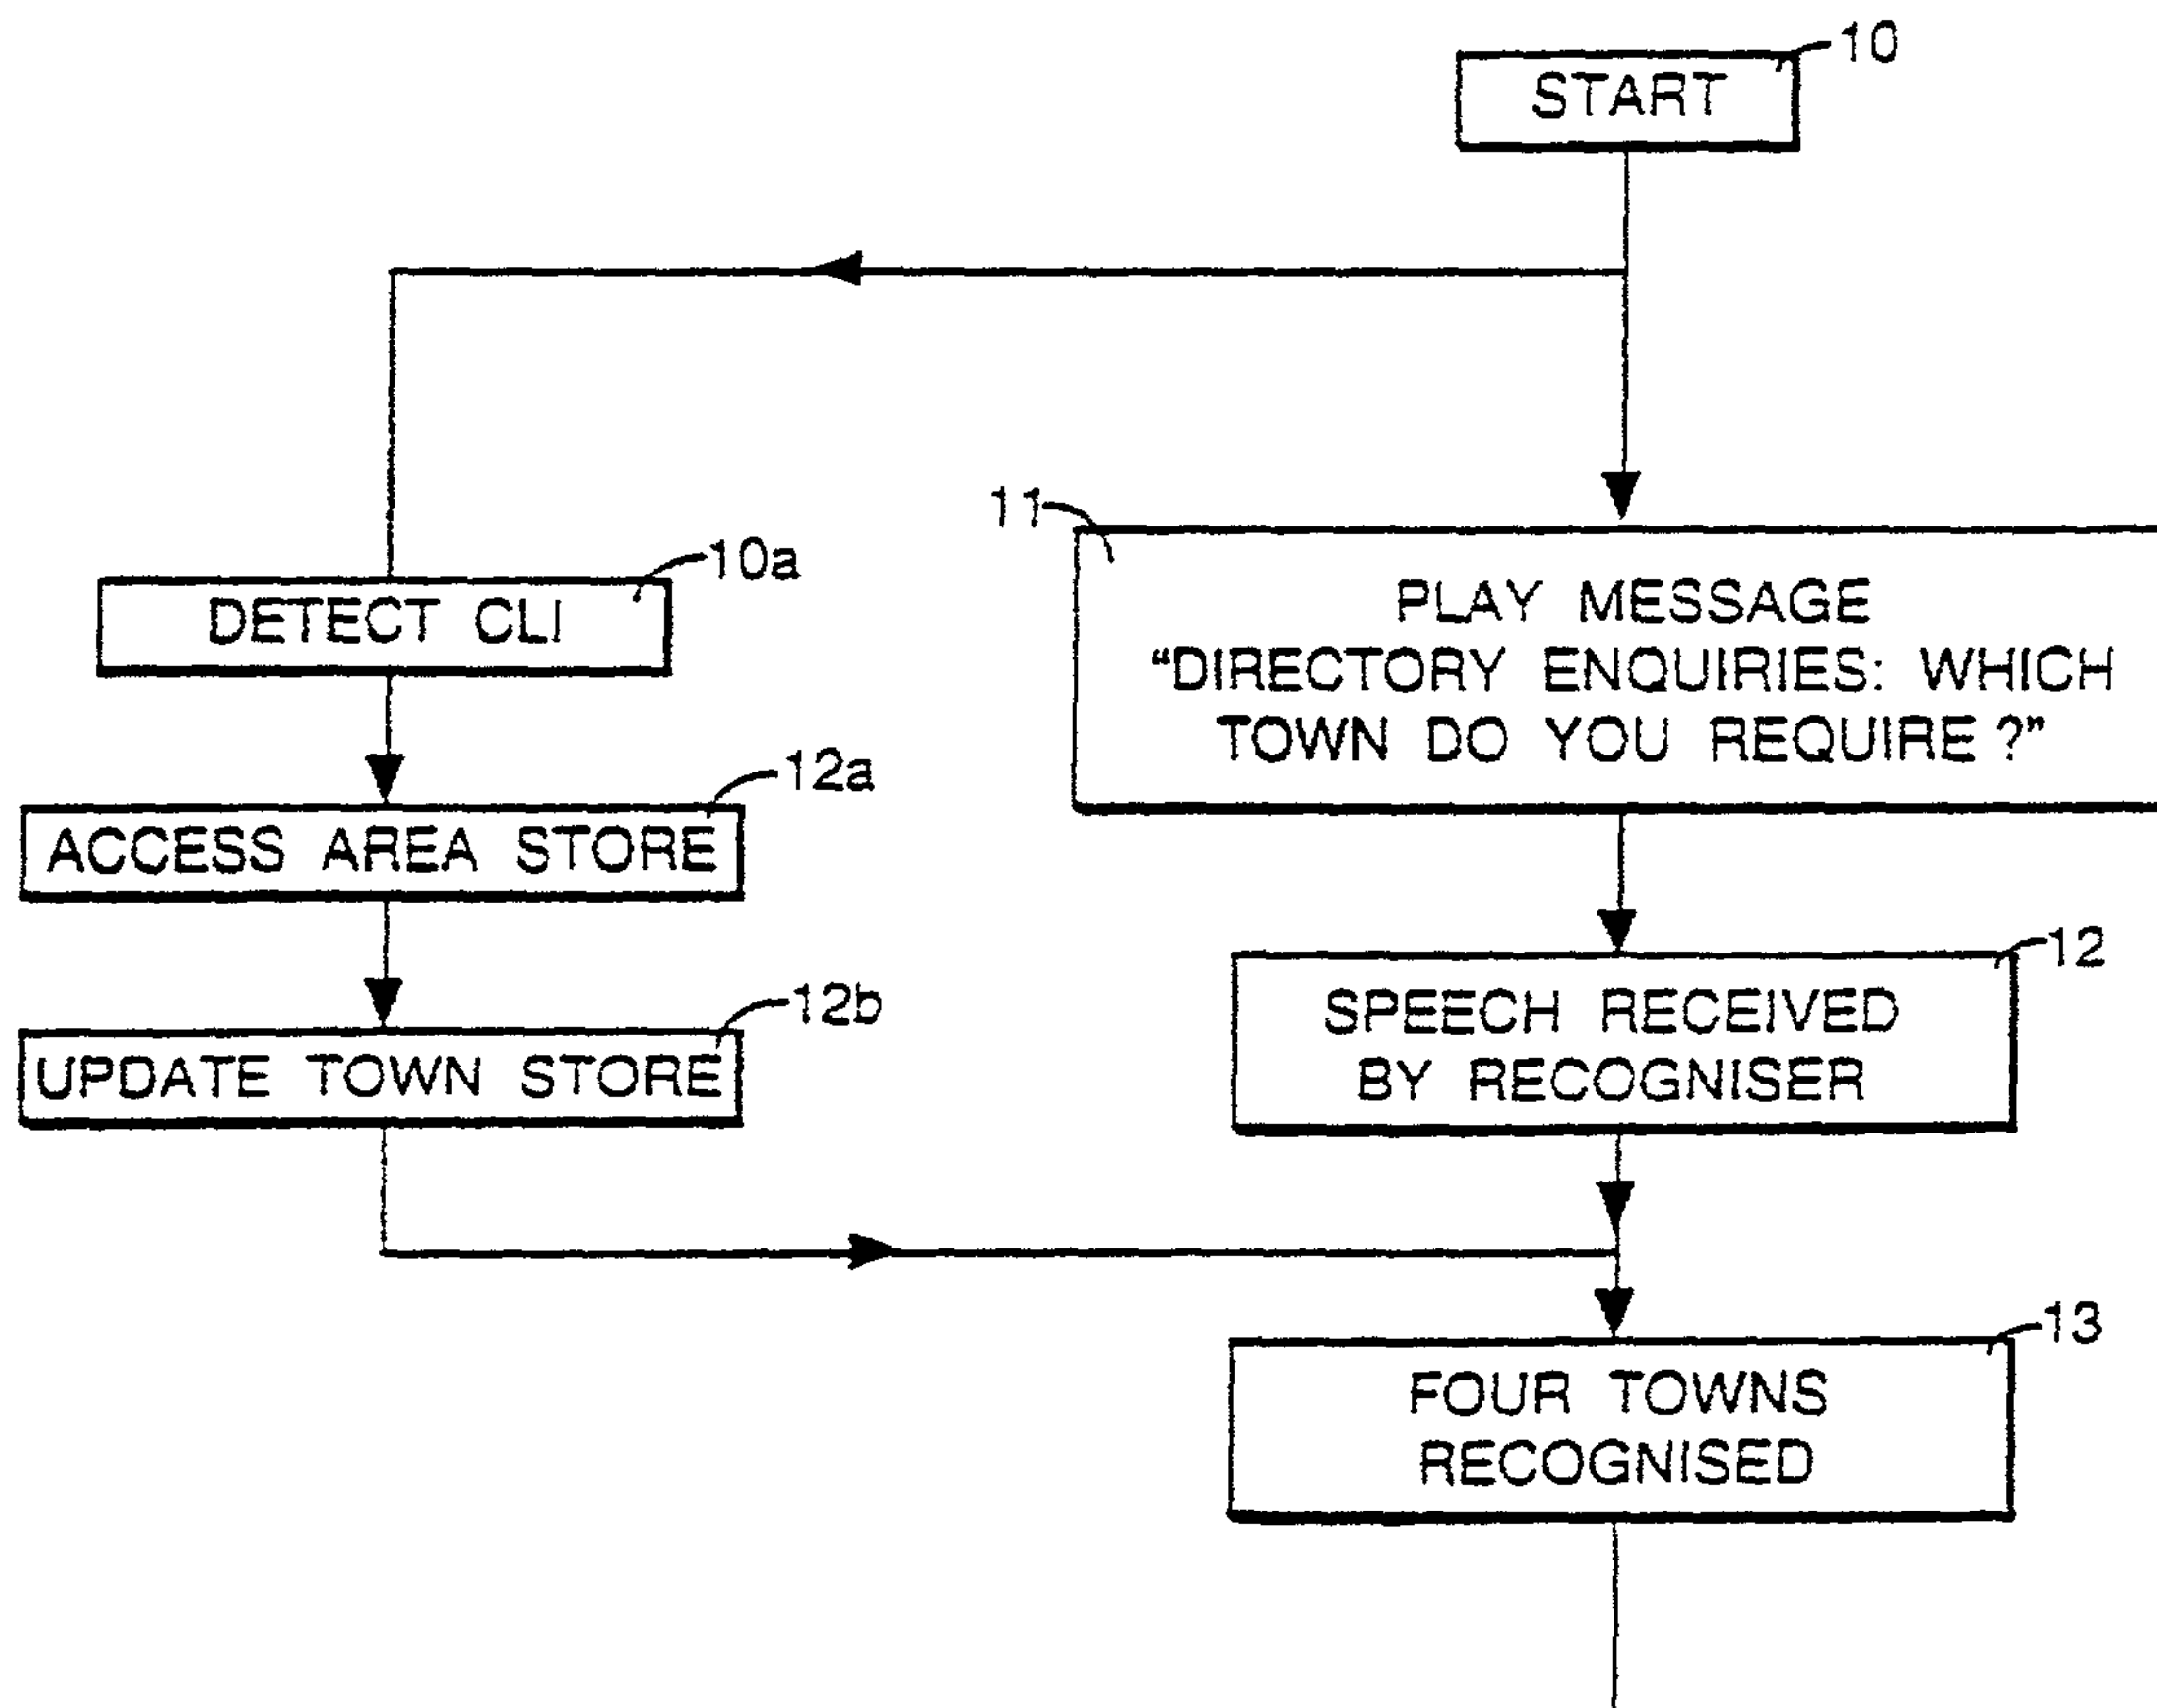 10
START
11
PLAY MESSAGE
“DIRECTORY ENQUIRIES: WHICH
TOWN DO YOU REQUIRE ?”
10a
DETECT CLI
12a
ACCESS AREA STORE
12b
UPDATE TOWN STORE
12
SPEECH RECEIVED
BY RECOGNISER
13
FOUR TOWNS
RECOGNISED